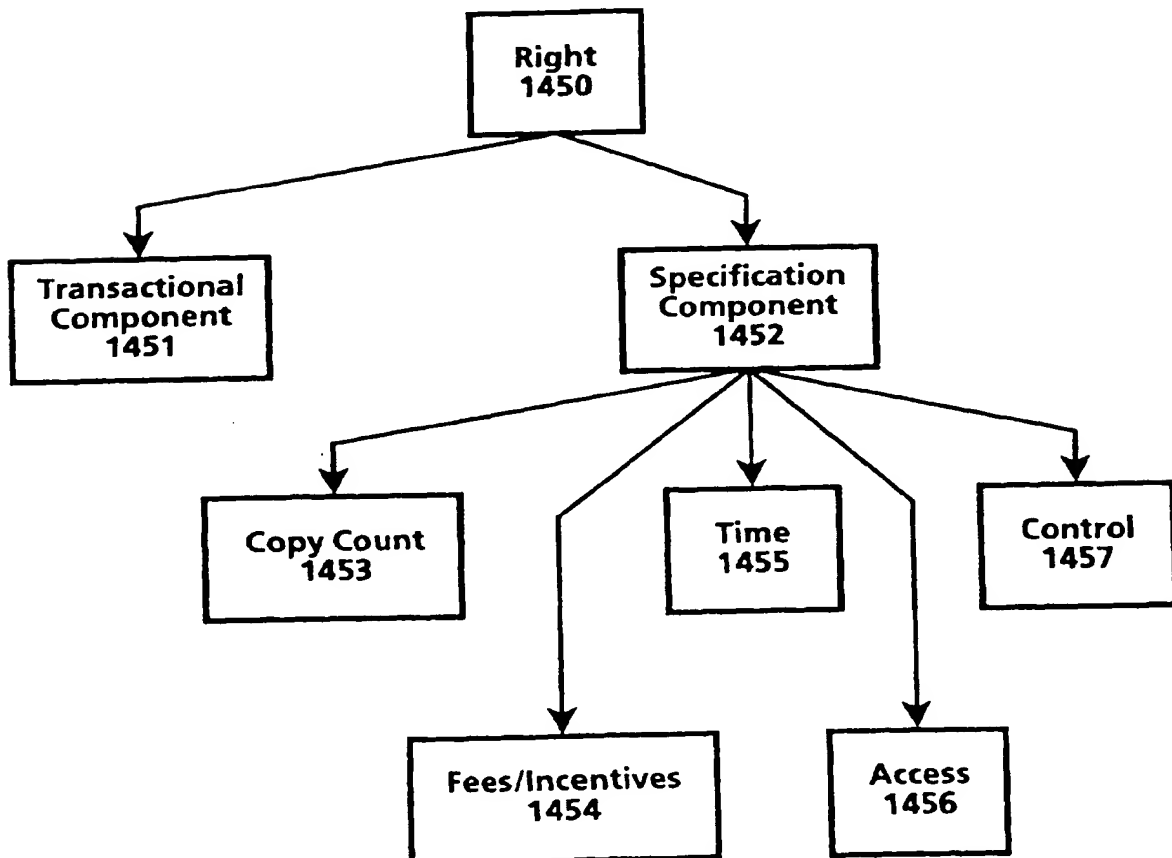 Right
1450
Transactional
Component
1451
Specification
Component
1452
Copy Count
1453
Time
1455
Control
1457
Fees/Incentives
1454
Access
1456